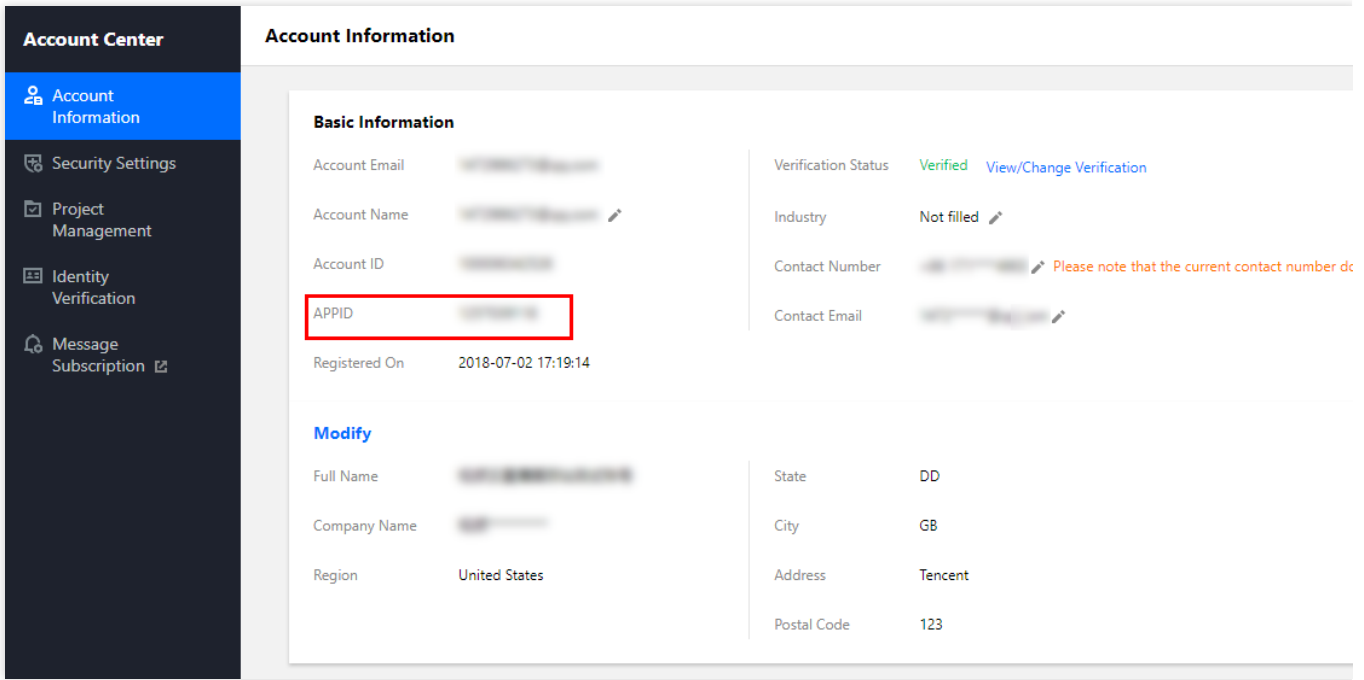 Account Center
Account
Information
Security Settings
Project
Management
Identity
Verification
Message
Subscription
Account Information
Basic Information
Account Email
Verification Status Verified View/Change Verification
Account Name
Industry Not filled
Account ID
Contact Number Please note that the current contact number do
APPID
Contact Email
Registered On 2018-07-02 17:19:14
Modify
Full Name
State DD
Company Name
City GB
Region United States
Address Tencent
Postal Code 123